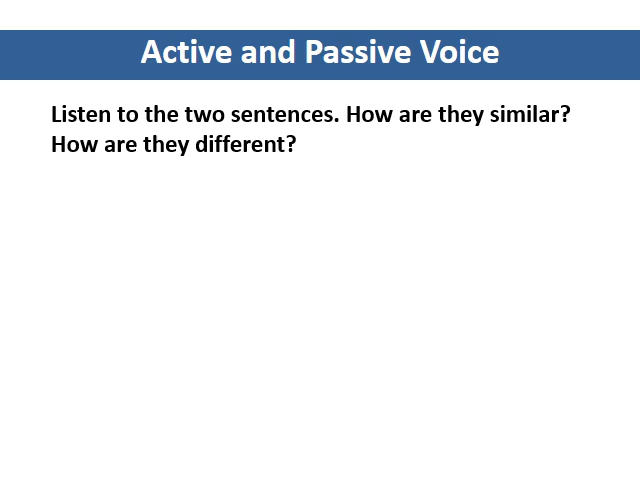 Active and Passive Voice
Listen to the two sentences. How are they similar?
How are they different?